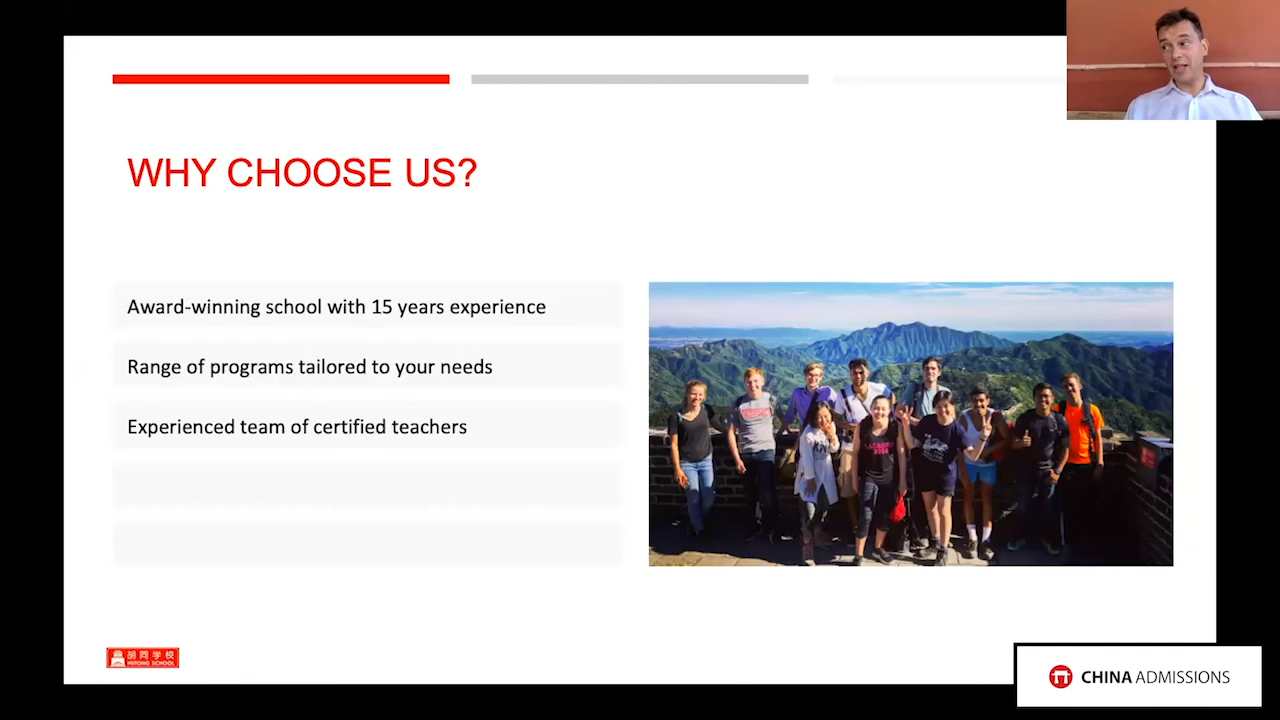 WHY CHOOSE US?
Award-winning school with 15 years experience
Range of programs tailored to your needs
Experienced team of certified teachers
胡同学校
HUTONG SCHOOL
CHINA ADMISSIONS